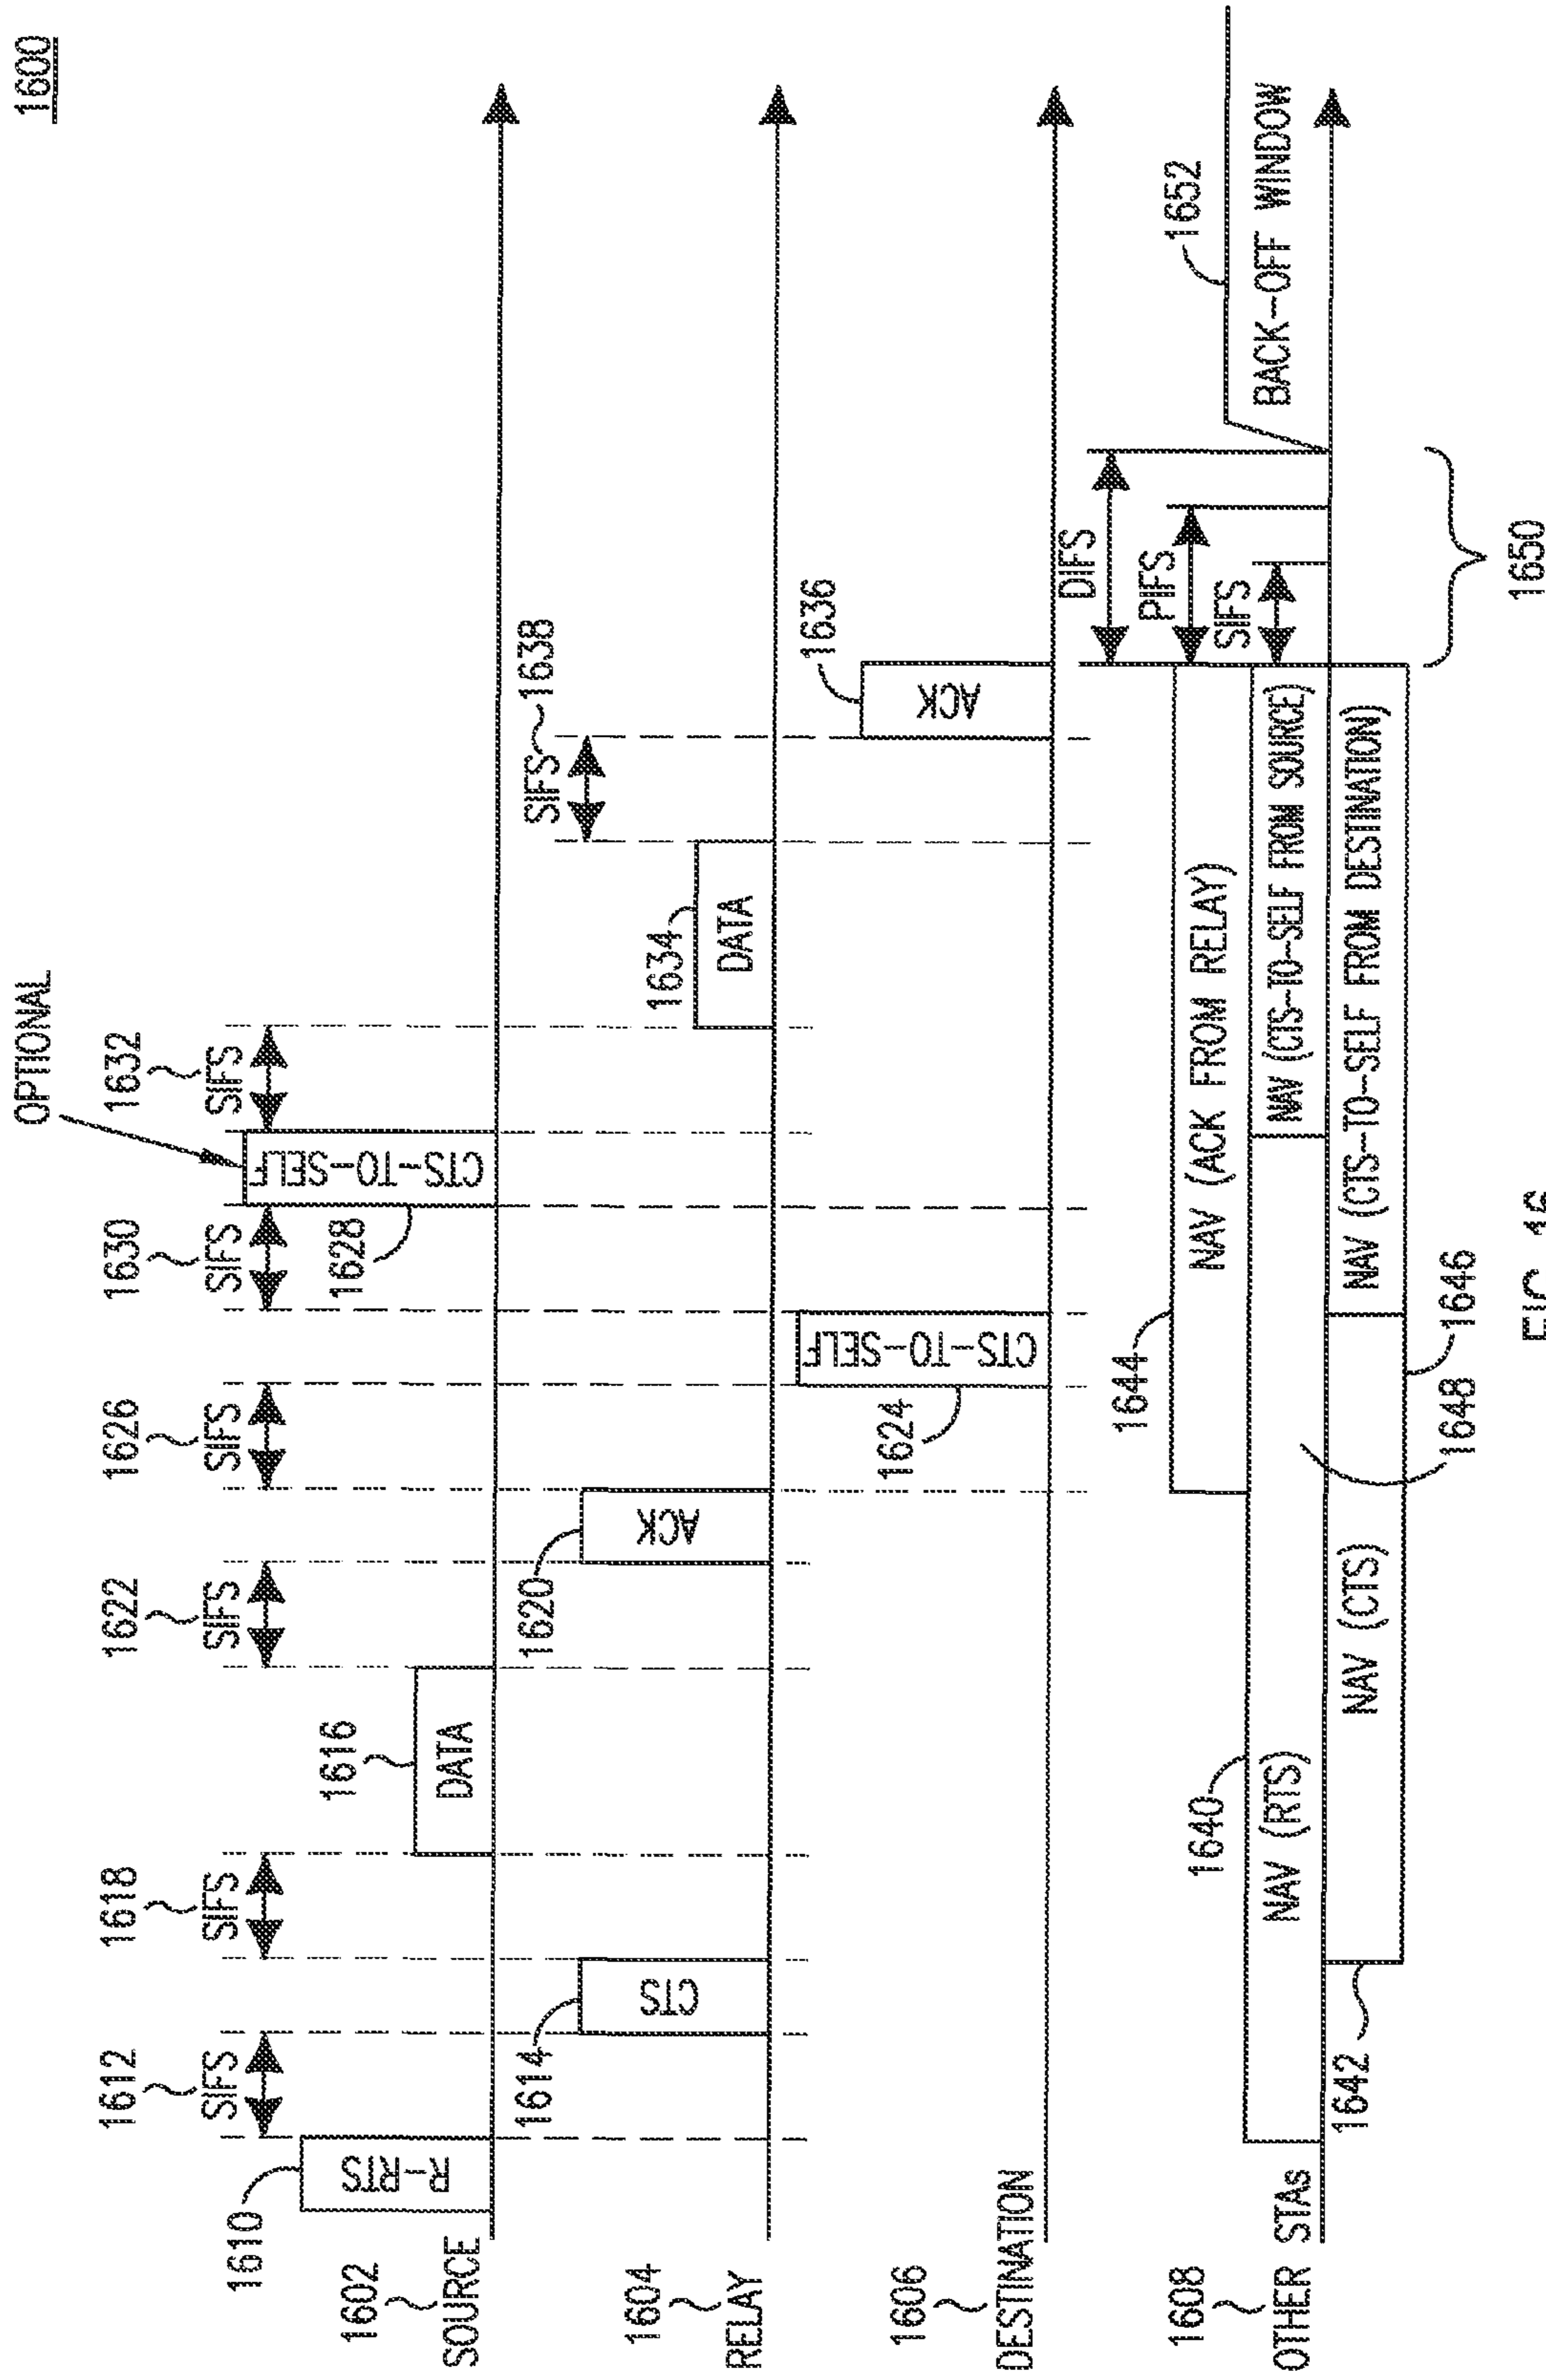 1600
OPTIONAL
1612
SIFS
1618
SIFS
1622
SIFS
1626
SIFS
1630
SIFS
1632
SIFS
1610
R-RTS
1616
DATA
1628
CTS-TO-SELF
1602
SOURCE
1614
CTS
1620
ACK
1634
DATA
SIFS
1638
1604
RELAY
1624
CTS-TO-SELF
1636
ACK
1606
DESTINATION
DIFS
PIFS
SIFS
1644
NAV (ACK FROM RELAY)
1652
BACK-OFF WINDOW
1640
NAV (RTS)
NAV (CTS-TO-SELF FROM SOURCE)
1608
OTHER STAs
1642
NAV (CTS)
NAV (CTS-TO-SELF FROM DESTINATION)
1648
1646
1650